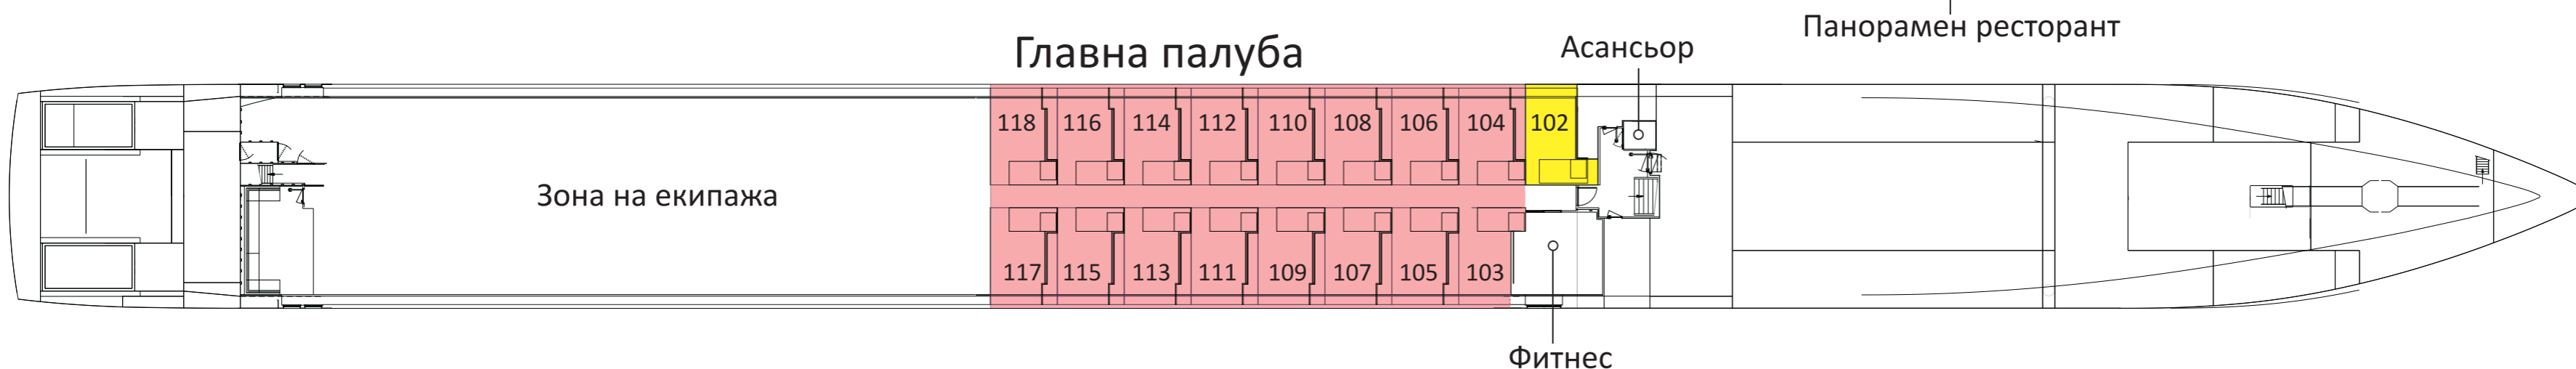 Панорамен ресторант
Главна палуба
Асансьор
118 116 114 112 110 108 106 104 102
Зона на екипажа
117 115 113 111 109 107 105 103
Фитнес